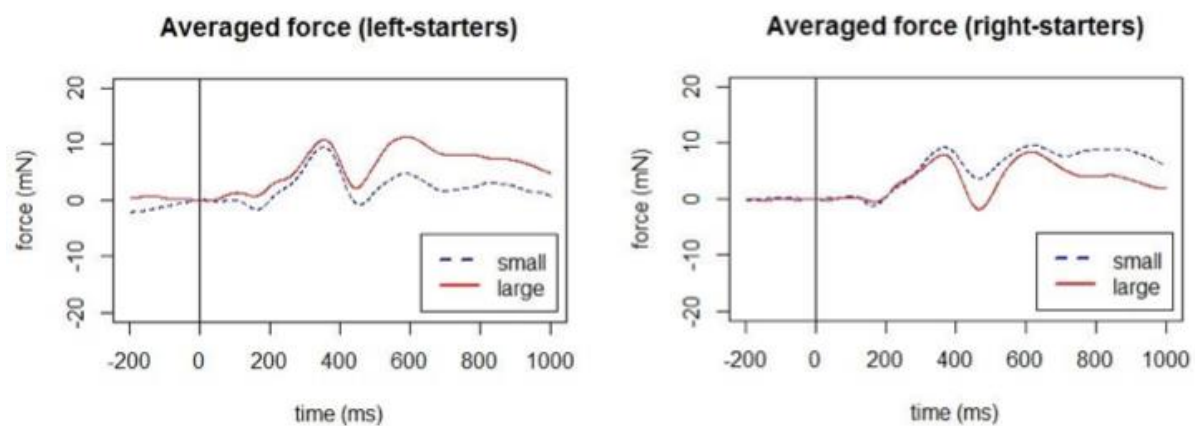 Averaged force (left-starters)
force (mN)
20
10
0
-10
-20
small
large
-200 0 200 400 600 800 1000
time (ms)
Averaged force (right-starters)
force (mN)
20
10
0
-10
-20
small
large
-200 0 200 400 600 800 1000
time (ms)